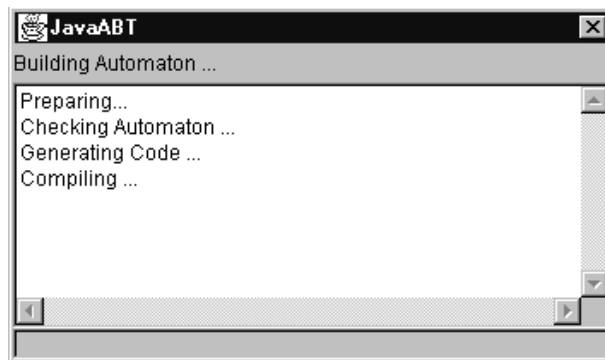 JavaABT
Building Automaton ...
Preparing...
Checking Automaton ...
Generating Code ...
Compiling ...